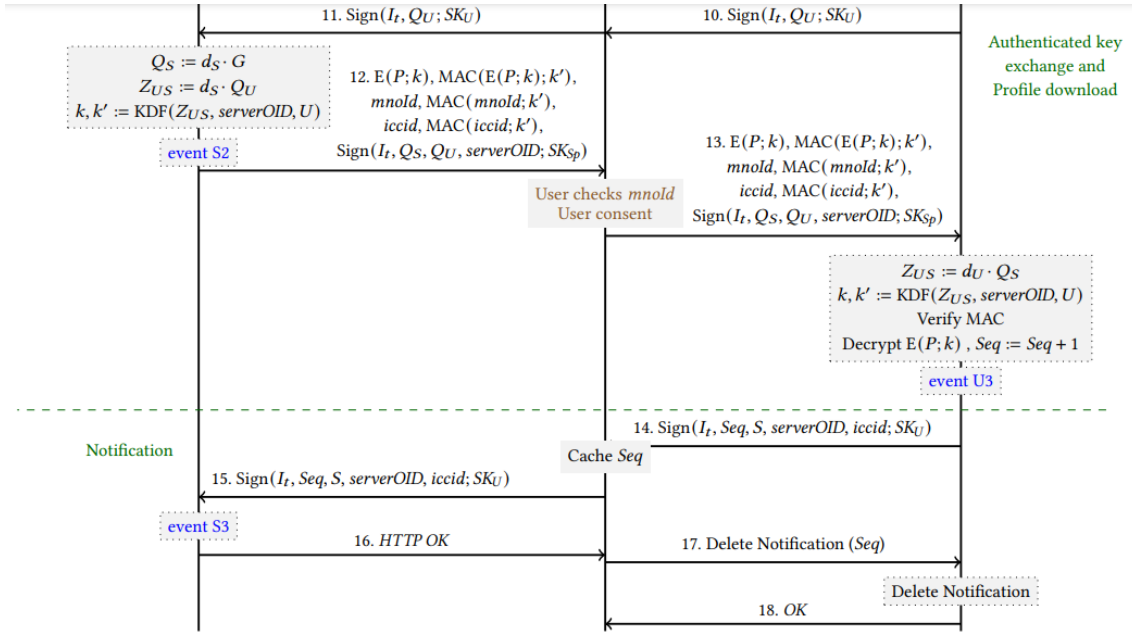 11. Sign(I_t, Q_U; SK_U)
10. Sign(I_t, Q_U; SK_U)
Authenticated key
exchange and
Profile download
Q_S := d_S · G
Z_US := d_S · Q_U
k, k′ := KDF(Z_US, serverOID, U)
event S2
12. E(P; k), MAC(E(P; k); k′),
mnoId, MAC(mnoId; k′),
iccid, MAC(iccid; k′),
Sign(I_t, Q_S, Q_U, serverOID; SK_Sp)
User checks mnoId
User consent
13. E(P; k), MAC(E(P; k); k′),
mnoId, MAC(mnoId; k′),
iccid, MAC(iccid; k′),
Sign(I_t, Q_S, Q_U, serverOID; SK_Sp)
Z_US := d_U · Q_S
k, k′ := KDF(Z_US, serverOID, U)
Verify MAC
Decrypt E(P; k) , Seq := Seq + 1
event U3
Notification
14. Sign(I_t, Seq, S, serverOID, iccid; SK_U)
Cache Seq
15. Sign(I_t, Seq, S, serverOID, iccid; SK_U)
event S3
16. HTTP OK
17. Delete Notification (Seq)
Delete Notification
18. OK